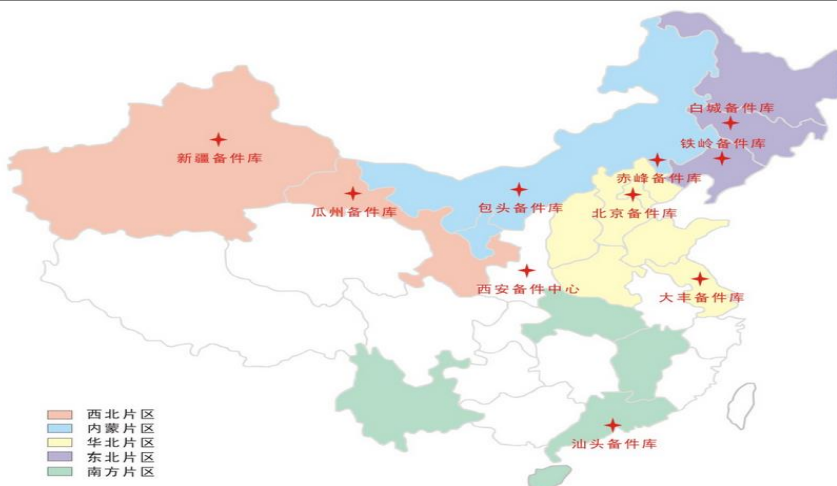 白城备件库
铁岭备件库
新疆备件库
赤峰备件库
瓜州备件库
包头备件库
北京备件库
西安备件中心
大丰备件库
汕头备件库
西北片区
内蒙片区
华北片区
东北片区
南方片区